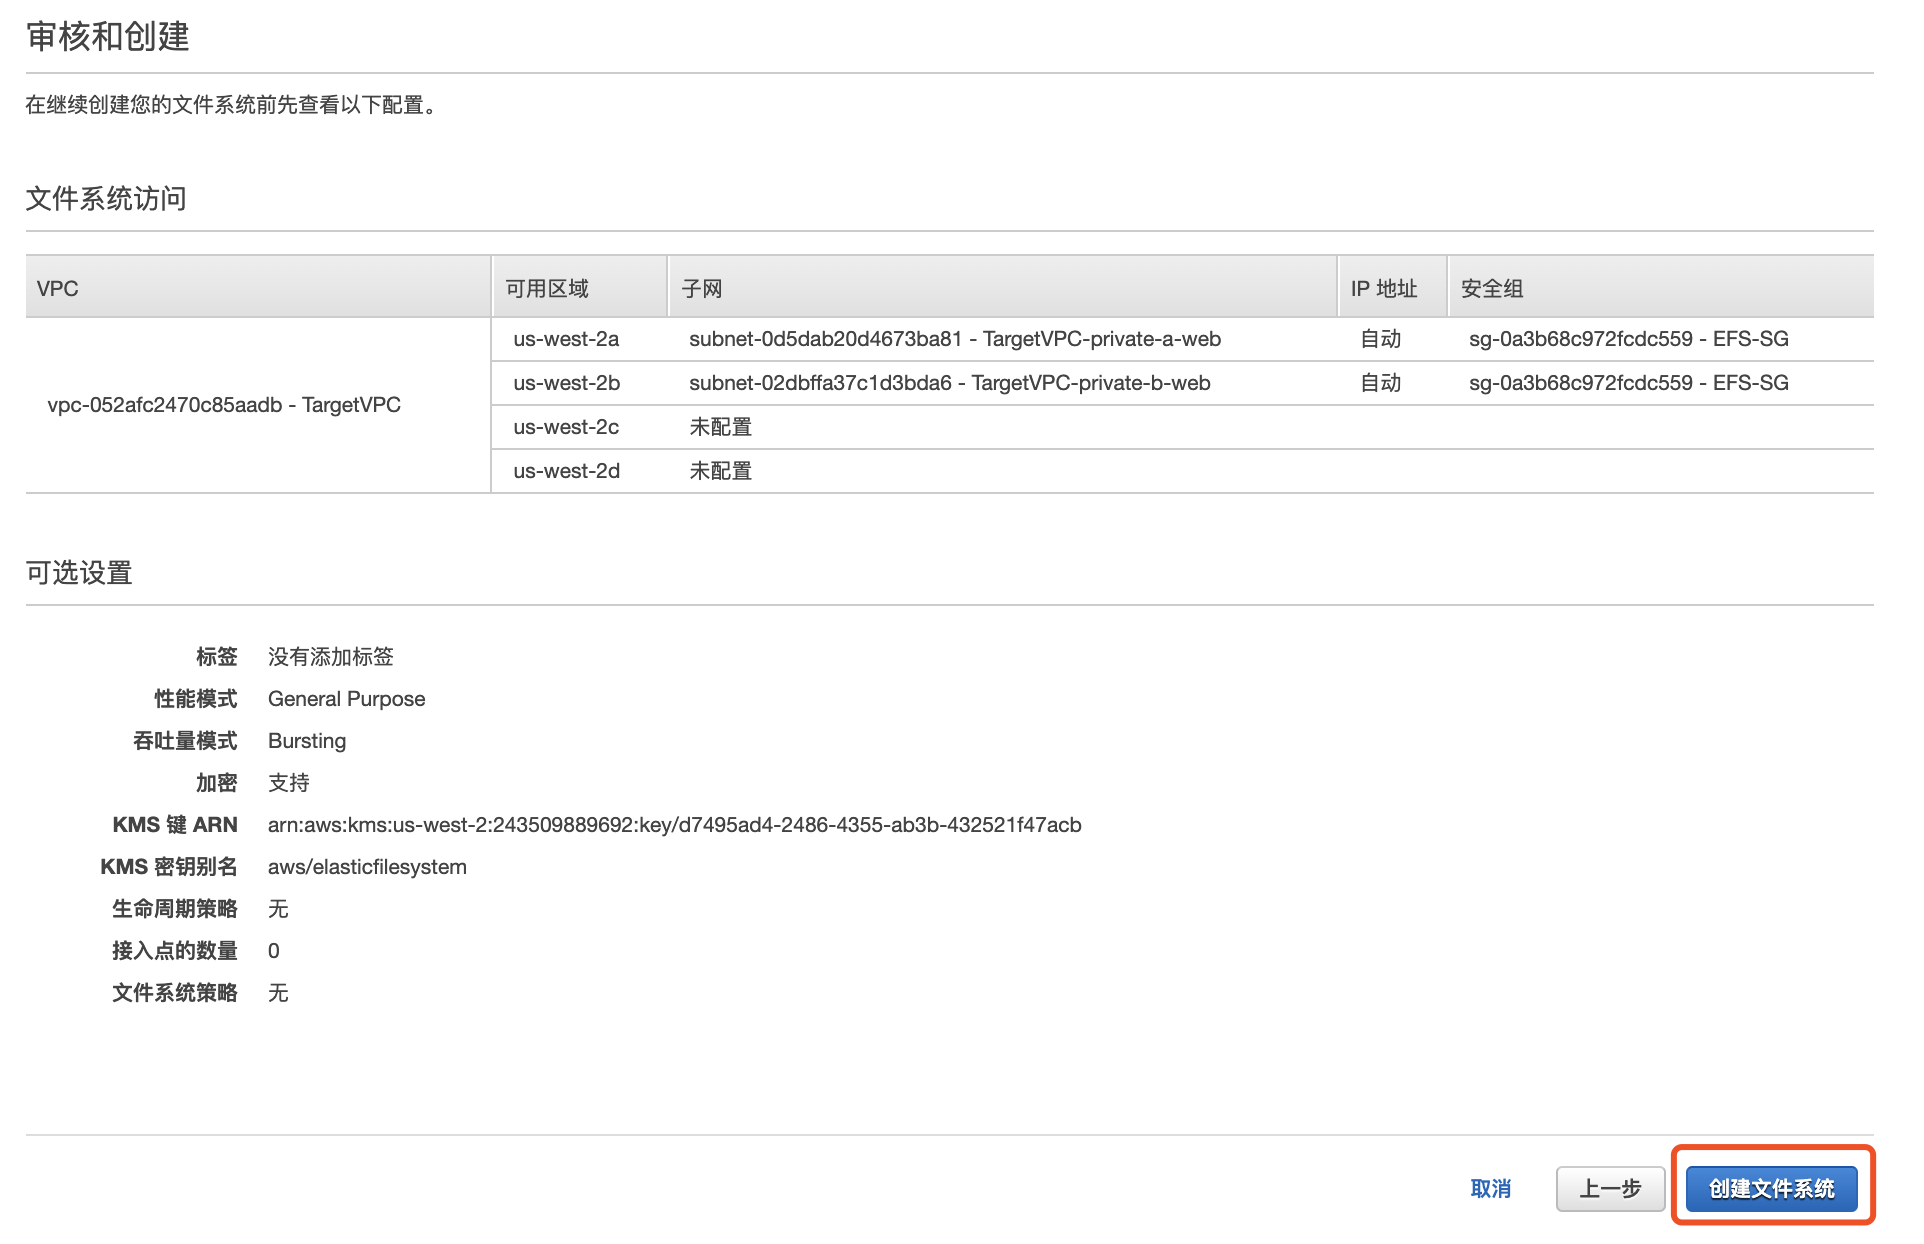 审核和创建
在继续创建您的文件系统前先查看以下配置。
文件系统访问
VPC 可用区域 子网 IP 地址 安全组
us-west-2a subnet-0d5dab20d4673ba81 - TargetVPC-private-a-web 自动 sg-0a3b68c972fcdc559 - EFS-SG
us-west-2b subnet-02dbffa37c1d3bda6 - TargetVPC-private-b-web 自动 sg-0a3b68c972fcdc559 - EFS-SG
vpc-052afc2470c85aadb - TargetVPC
us-west-2c 未配置
us-west-2d 未配置
可选设置
标签 没有添加标签
性能模式 General Purpose
吞吐量模式 Bursting
加密 支持
KMS 键 ARN arn:aws:kms:us-west-2:243509889692:key/d7495ad4-2486-4355-ab3b-432521f47acb
KMS 密钥别名 aws/elasticfilesystem
生命周期策略 无
接入点的数量 0
文件系统策略 无
取消 上一步 创建文件系统